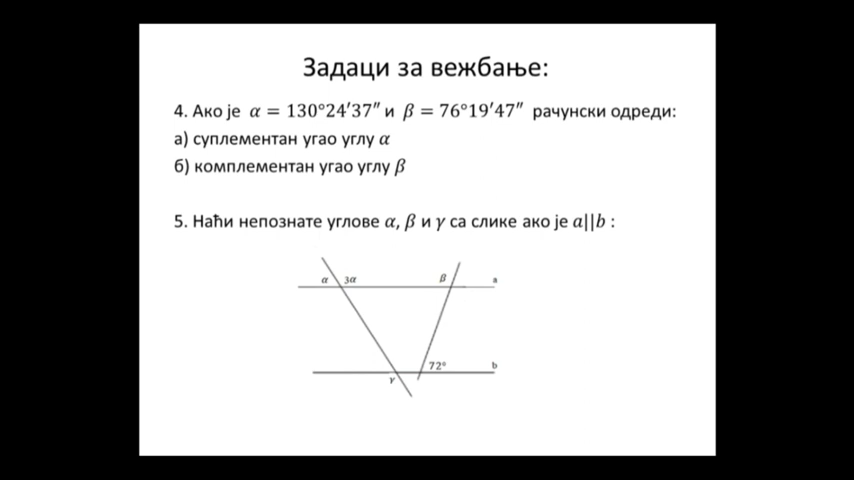 Задаци за вежбање:
4. Ако је α = 130°24′37″ и β = 76°19′47″ рачунски одреди:
а) суплементан угао углу α
б) комплементан угао углу β
5. Наћи непознате углове α, β и γ са слике ако је a||b :
α 3α β a
72° b
γ